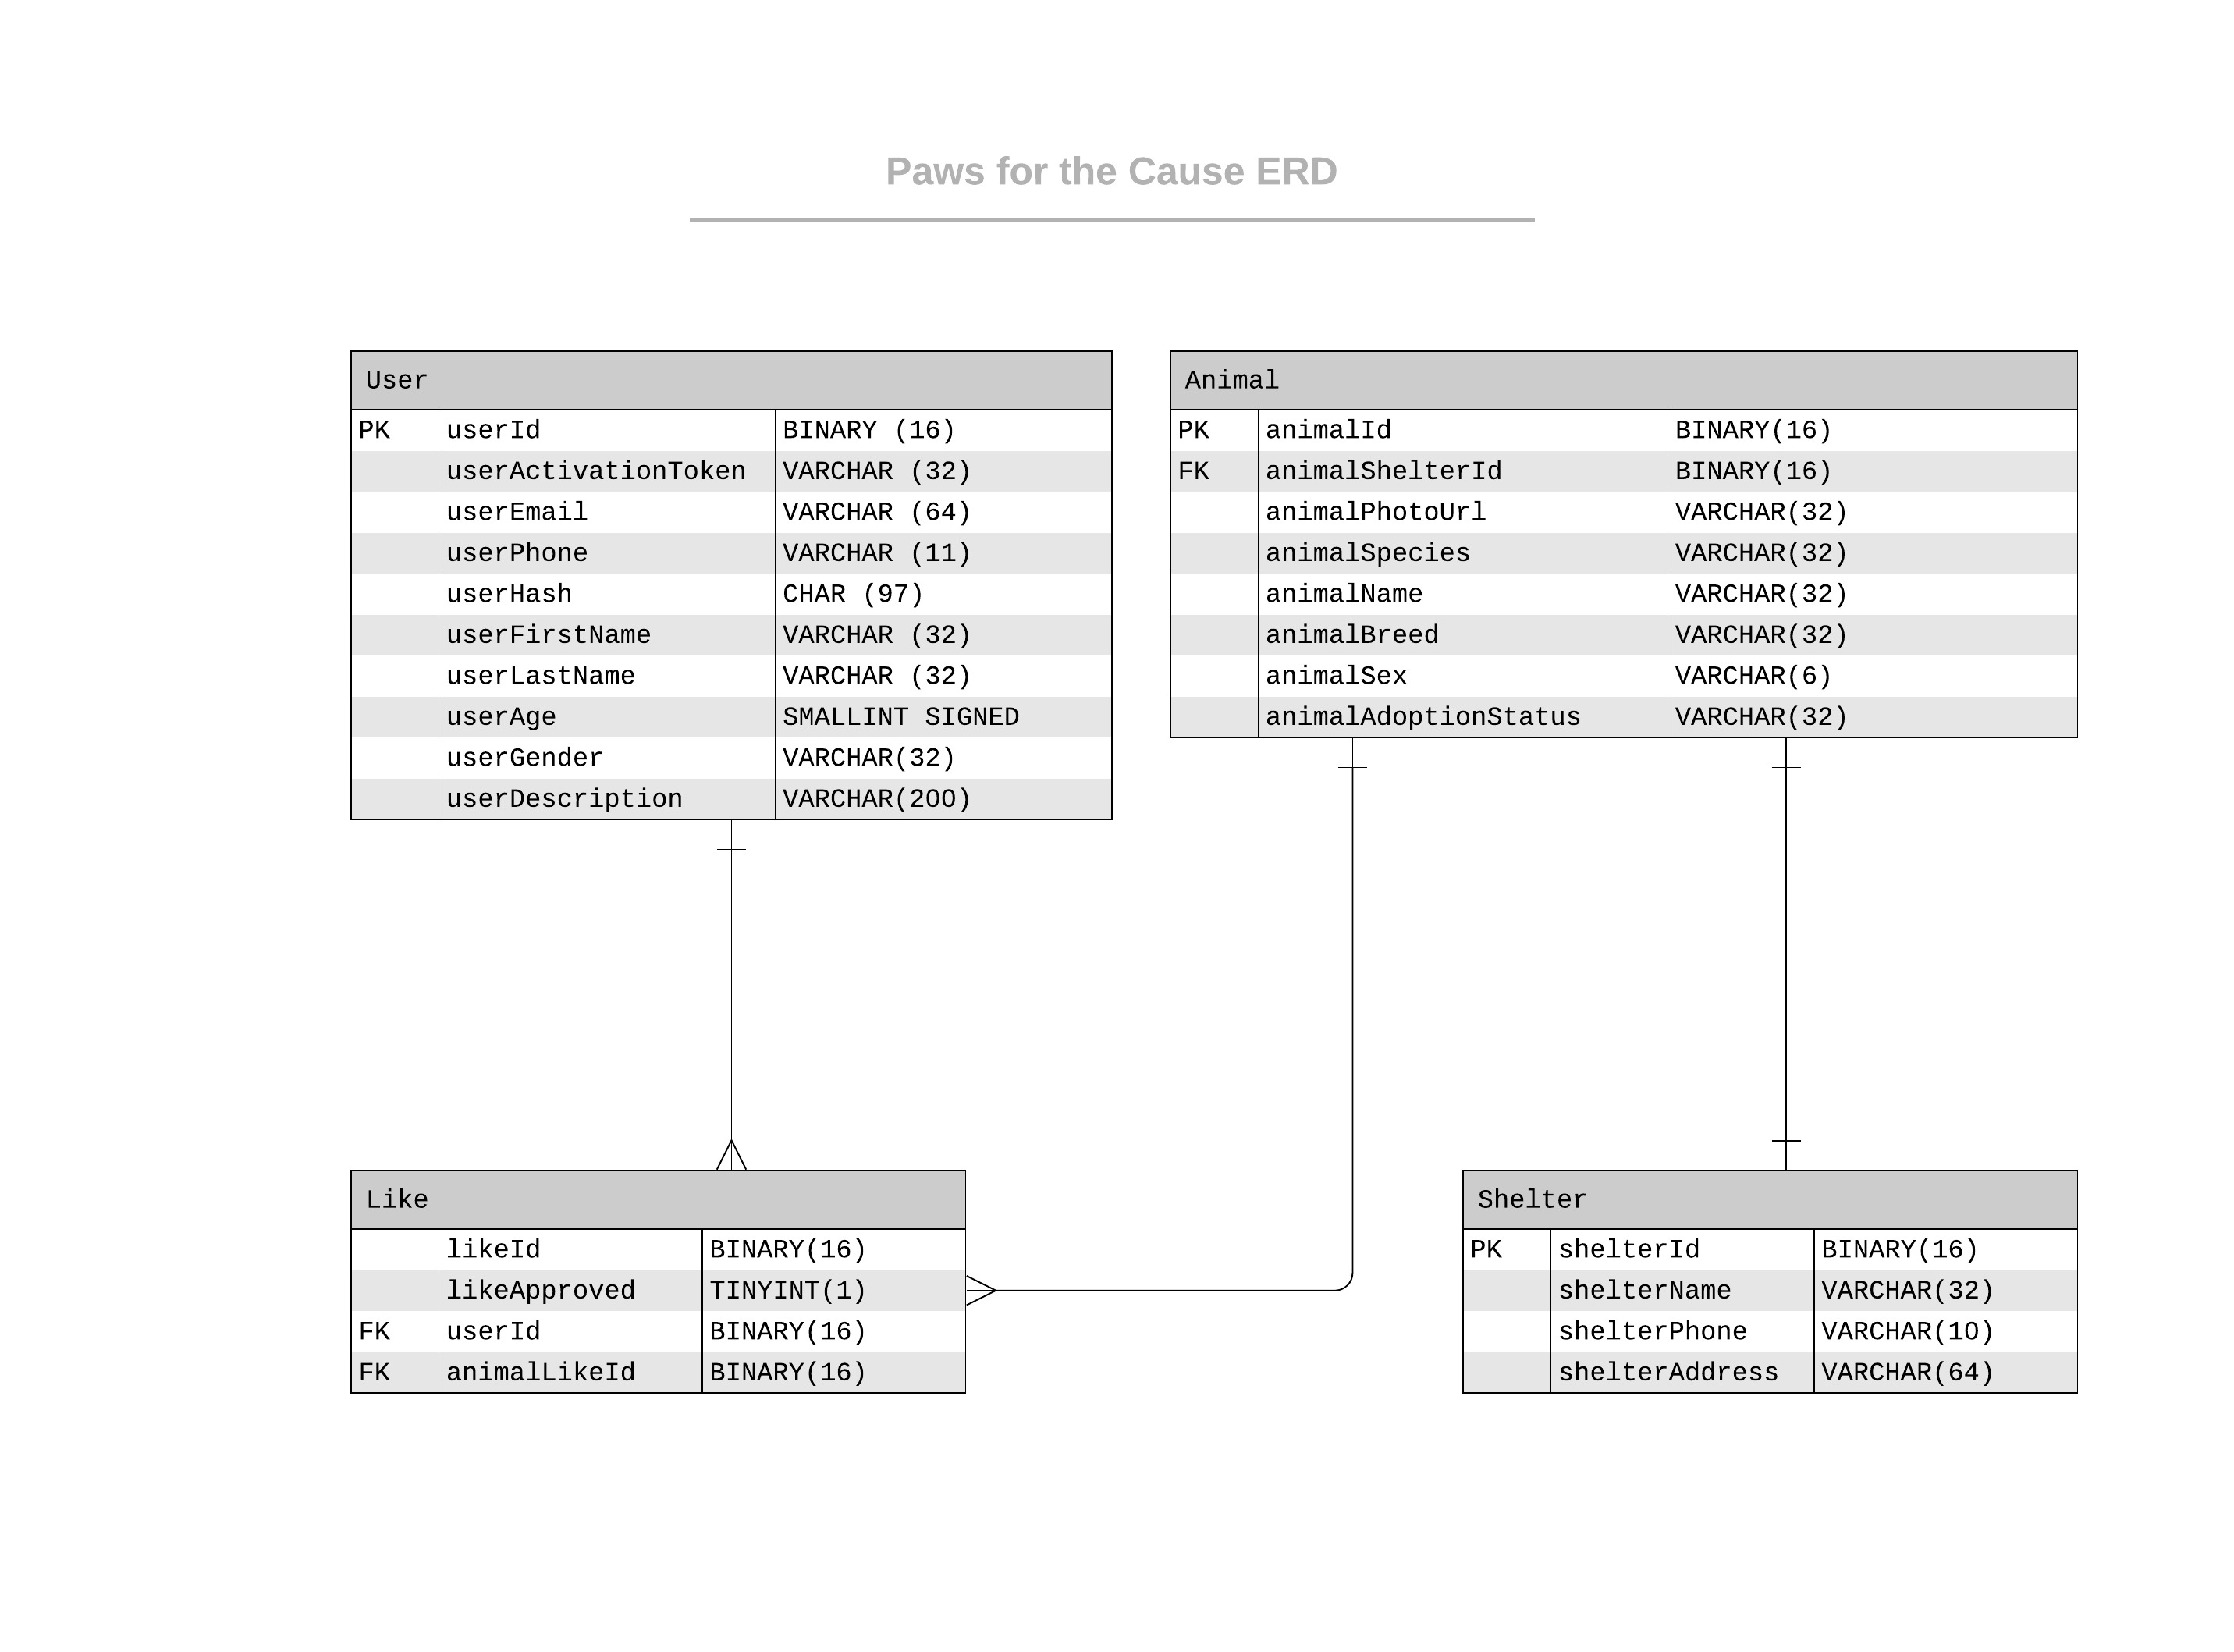 Paws for the Cause ERD
User
PK userId BINARY (16)
userActivationToken VARCHAR (32)
userEmail VARCHAR (64)
userPhone VARCHAR (11)
userHash CHAR (97)
userFirstName VARCHAR (32)
userLastName VARCHAR (32)
userAge SMALLINT SIGNED
userGender VARCHAR(32)
userDescription VARCHAR(200)
Animal
PK animalId BINARY(16)
FK animalShelterId BINARY(16)
animalPhotoUrl VARCHAR(32)
animalSpecies VARCHAR(32)
animalName VARCHAR(32)
animalBreed VARCHAR(32)
animalSex VARCHAR(6)
animalAdoptionStatus VARCHAR(32)
Like
likeId BINARY(16)
likeApproved TINYINT(1)
FK userId BINARY(16)
FK animalLikeId BINARY(16)
Shelter
PK shelterId BINARY(16)
shelterName VARCHAR(32)
shelterPhone VARCHAR(10)
shelterAddress VARCHAR(64)